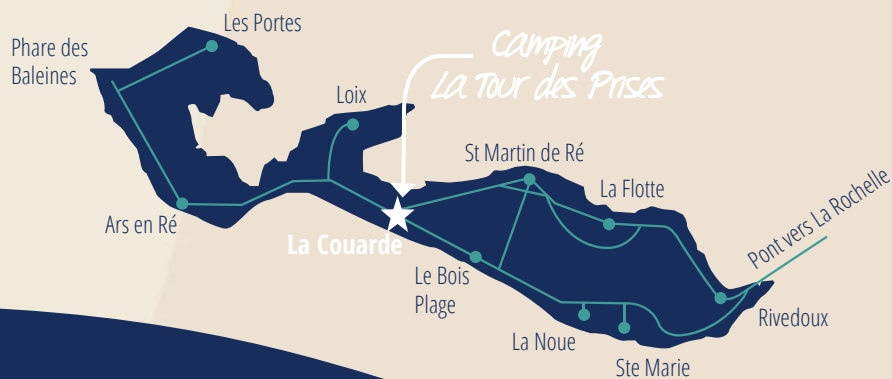 Les Portes
Phare des
Baleines
Camping
La Tour des Prises
Loix
St Martin de Ré
La Flotte
Pont vers La Rochelle
Ars en Ré
La Couarde
Le Bois
Plage
Rivedoux
La Noue
Ste Marie